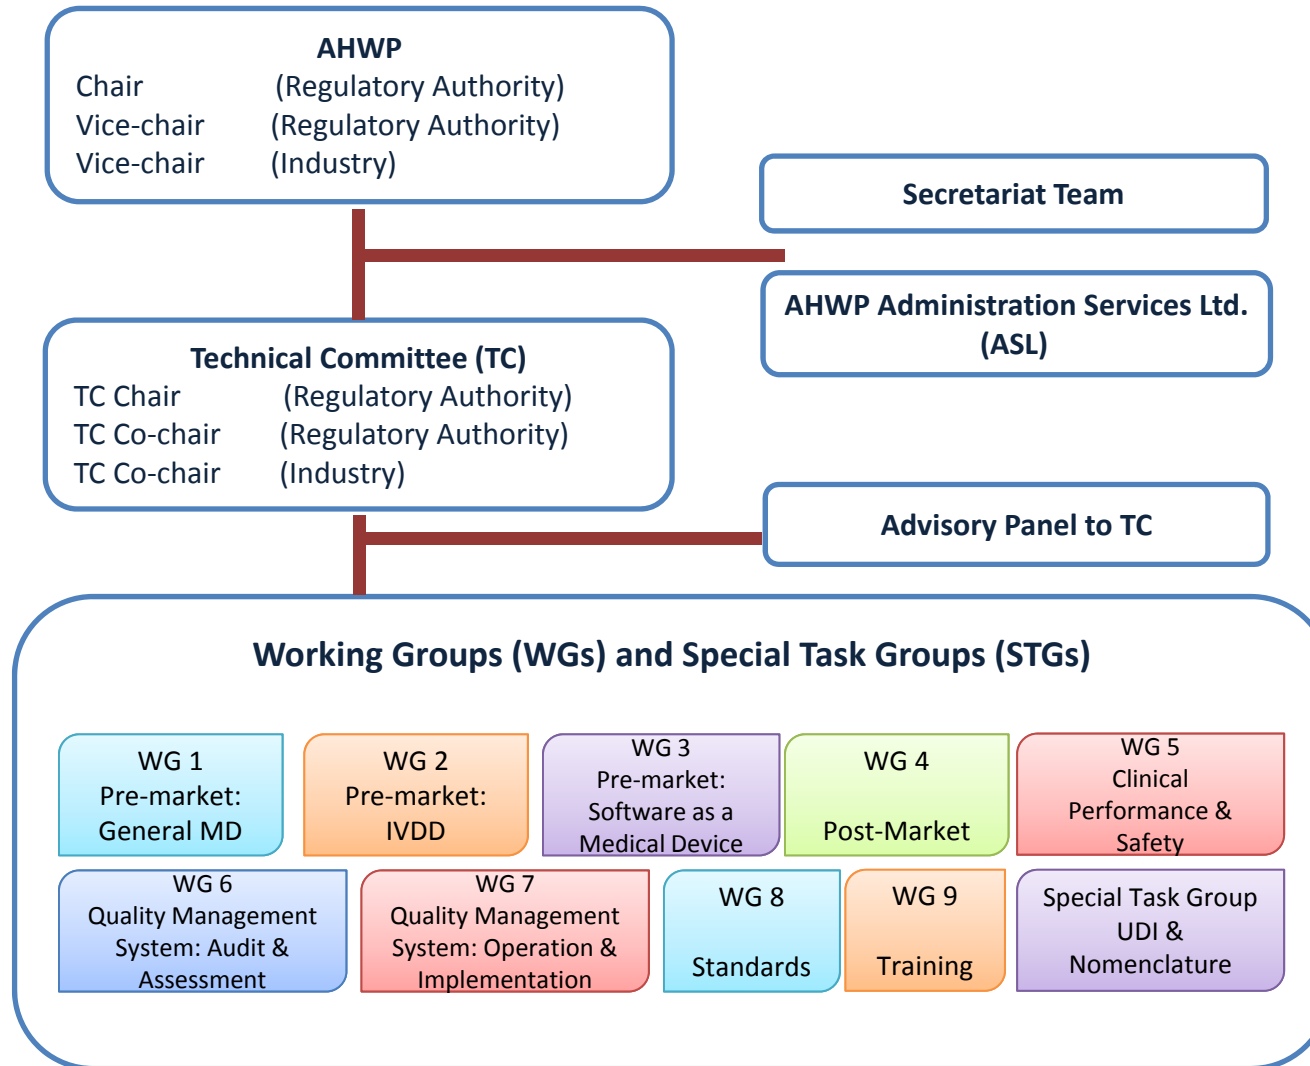 AHWP
Chair (Regulatory Authority)
Vice-chair (Regulatory Authority)
Vice-chair (Industry)
Secretariat Team
AHWP Administration Services Ltd.
(ASL)
Technical Committee (TC)
TC Chair (Regulatory Authority)
TC Co-chair (Regulatory Authority)
TC Co-chair (Industry)
Advisory Panel to TC
Working Groups (WGs) and Special Task Groups (STGs)
WG 1
Pre-market:
General MD
WG 2
Pre-market:
IVDD
WG 3
Pre-market:
Software as a
Medical Device
WG 4
Post-Market
WG 5
Clinical
Performance &
Safety
WG 6
Quality Management
System: Audit &
Assessment
WG 7
Quality Management
System: Operation &
Implementation
WG 8
Standards
WG 9
Training
Special Task Group
UDI &
Nomenclature